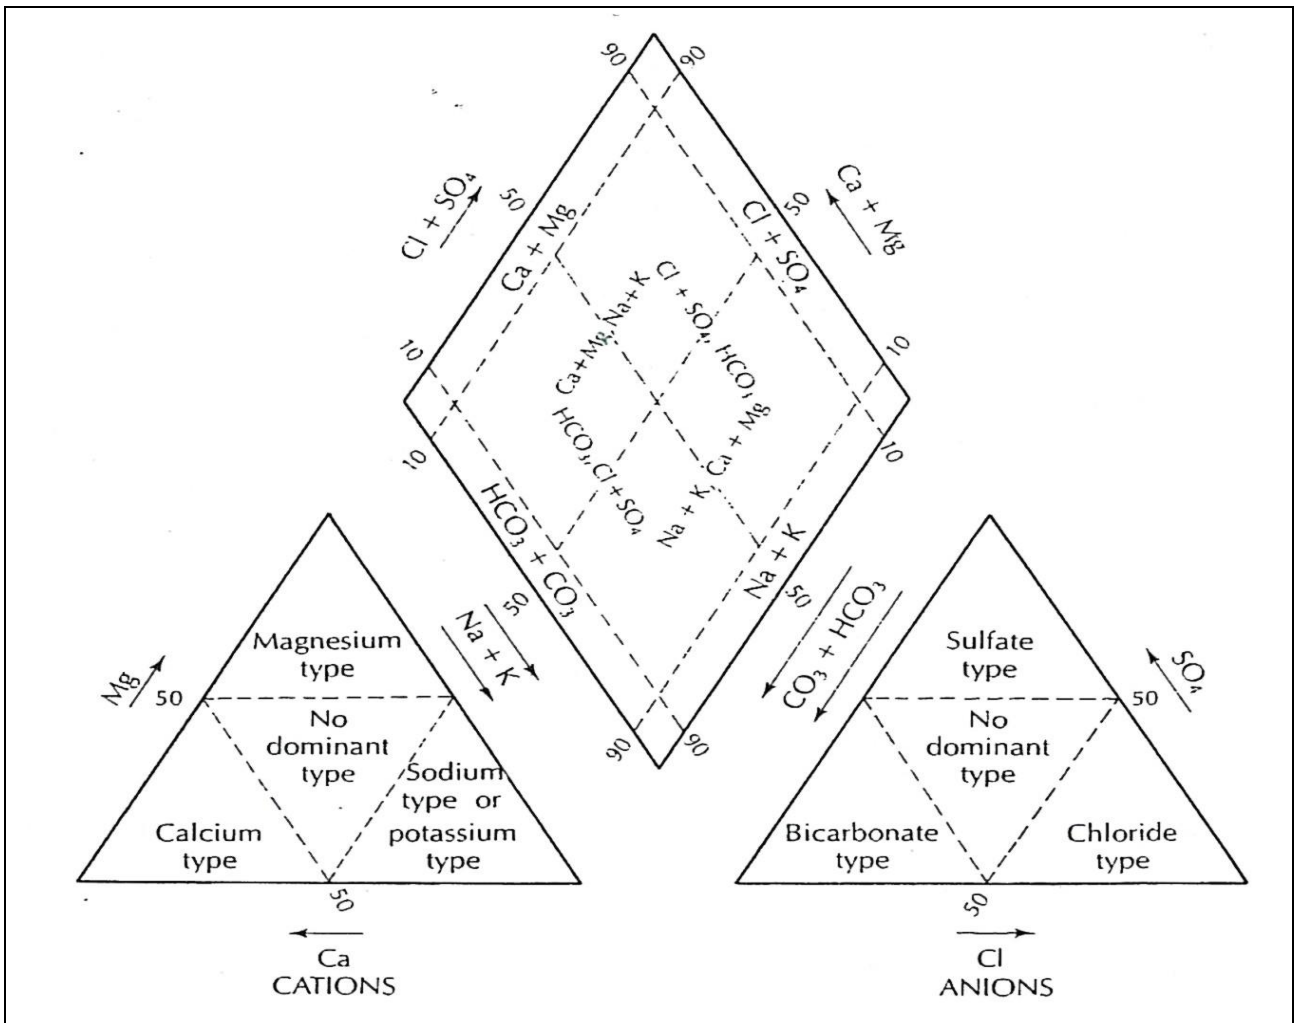 90
90
Cl + SO₄
50
Ca + Mg
50
Ca + Mg
Cl + SO₄
Ca+Mg, Na+K
Cl + SO₄, HCO₃
10
10
10
10
HCO₃, Cl + SO₄
Na + K, Ca + Mg
HCO₃ + CO₃
Na + K
50
50
Na + K
CO₃ + HCO₃
90
90
Mg
50
Magnesium
type
No
dominant
type
Sodium
type or
potassium
type
Calcium
type
50
Ca
CATIONS
Sulfate
type
SO₄
50
No
dominant
type
Bicarbonate
type
Chloride
type
50
Cl
ANIONS